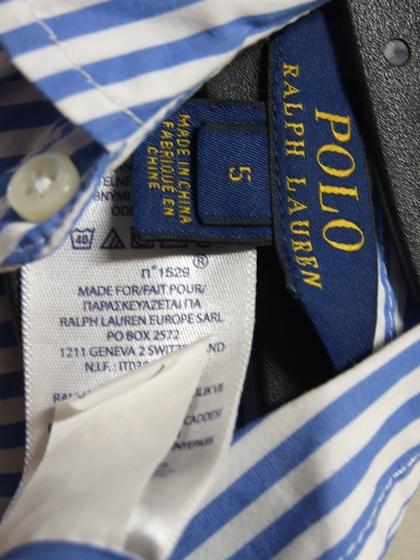 POLO
RALPH LAUREN
5
MADE IN CHINA
FABRIQUÉ EN
CHINE
40
n°1529
®
MADE FOR/FAIT POUR/
ΠΑΡΑΣΚΕΥΑΖΕΤΑΙ ΓΙΑ
RALPH LAUREN EUROPE SARL
PO BOX 2572
1211 GENEVA 2
N.I.F.:
CADDESI